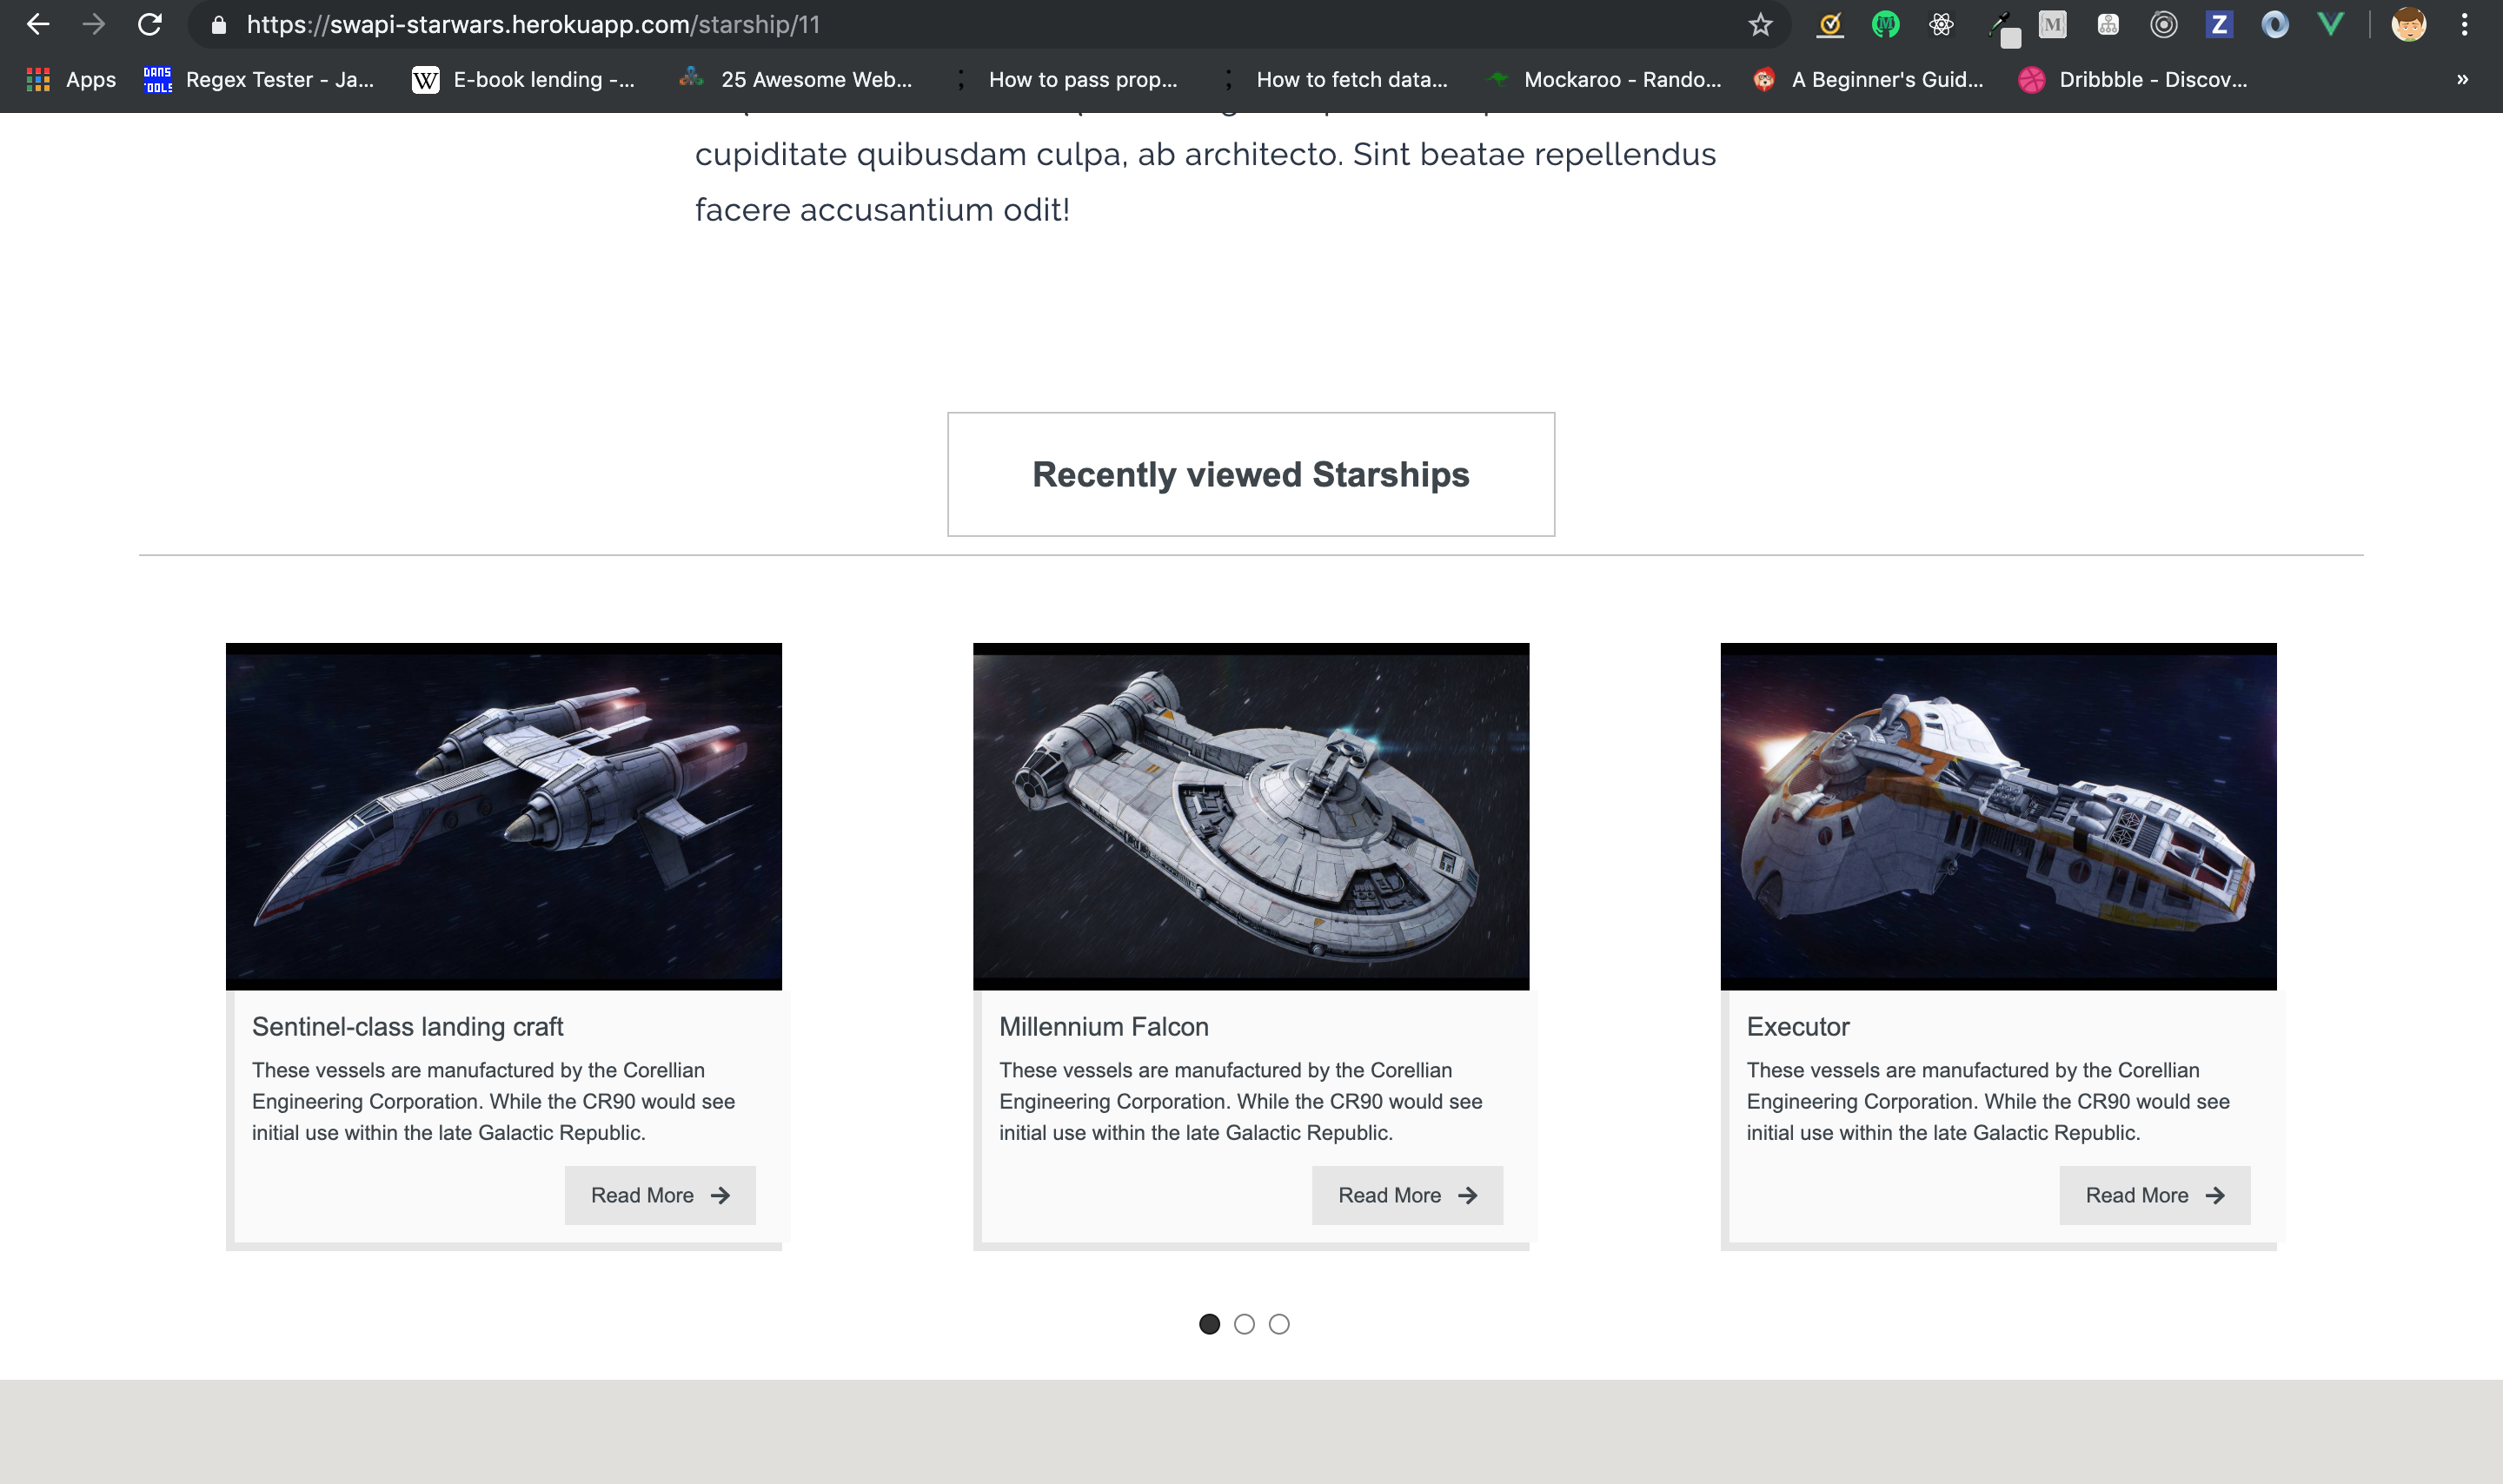 https://swapi-starwars.herokuapp.com/starship/11
Apps
DANS TOOLS
Regex Tester - Ja...
W
E-book lending -...
25 Awesome Web...
How to pass prop...
How to fetch data...
Mockaroo - Rando...
A Beginner's Guid...
Dribbble - Discov...
»
cupiditate quibusdam culpa, ab architecto. Sint beatae repellendus
facere accusantium odit!
Recently viewed Starships
Sentinel-class landing craft
These vessels are manufactured by the Corellian
Engineering Corporation. While the CR90 would see
initial use within the late Galactic Republic.
Read More
Millennium Falcon
These vessels are manufactured by the Corellian
Engineering Corporation. While the CR90 would see
initial use within the late Galactic Republic.
Read More
Executor
These vessels are manufactured by the Corellian
Engineering Corporation. While the CR90 would see
initial use within the late Galactic Republic.
Read More